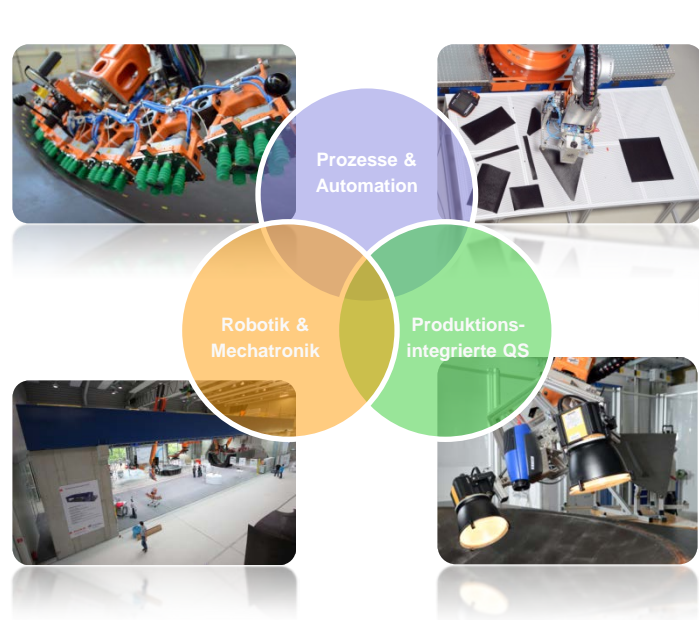 Prozesse &
Automation
Robotik &
Mechatronik
Produktions-
integrierte QS